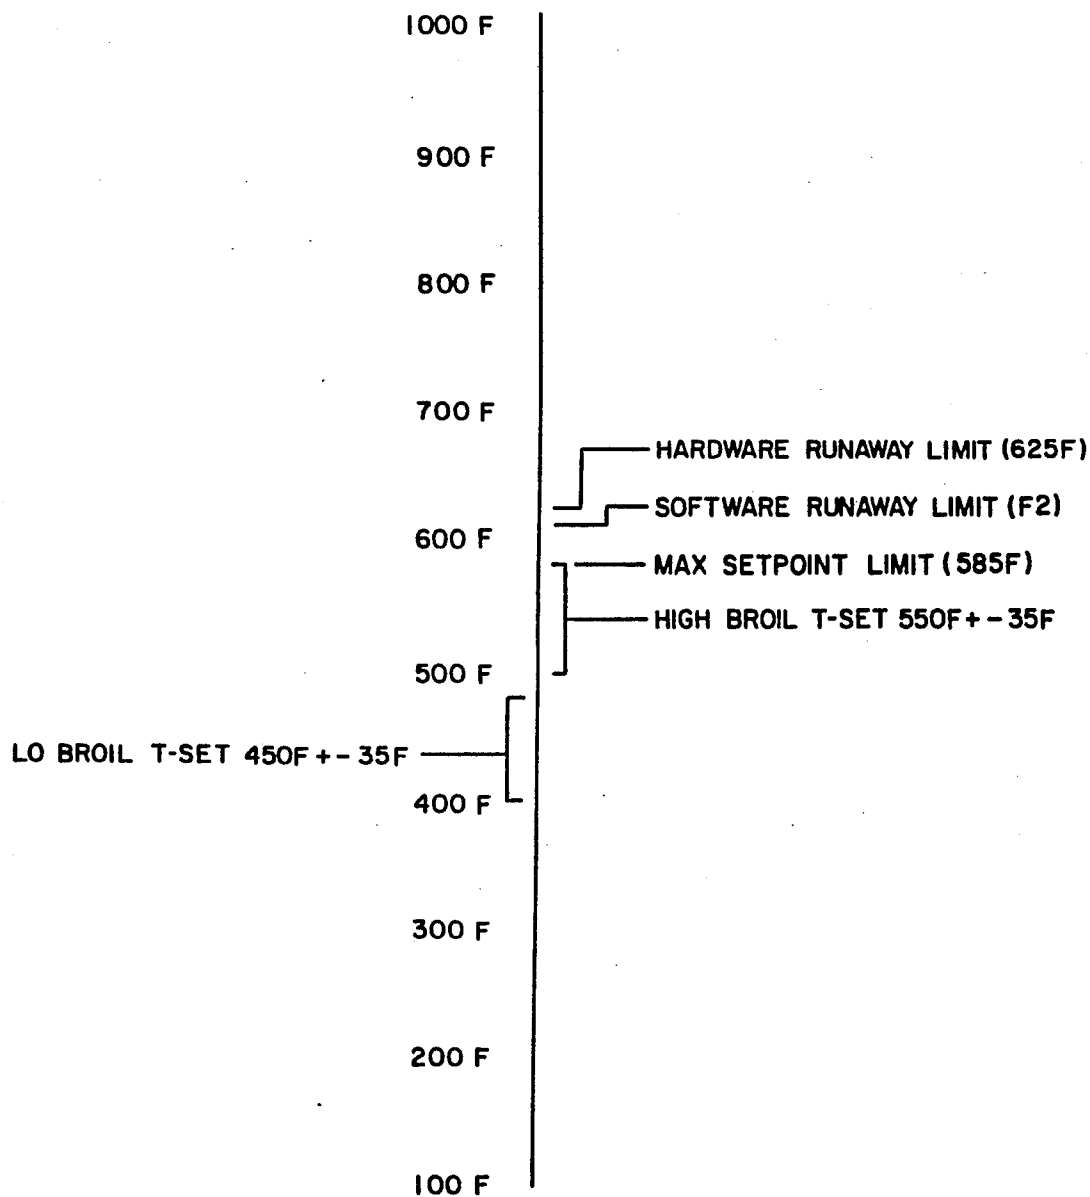 1000 F
900 F
800 F
700 F
HARDWARE RUNAWAY LIMIT (625F)
SOFTWARE RUNAWAY LIMIT (F2)
600 F
MAX SETPOINT LIMIT (585F)
HIGH BROIL T-SET 550F+-35F
500 F
LO BROIL T-SET 450F+-35F
400 F
300 F
200 F
100 F